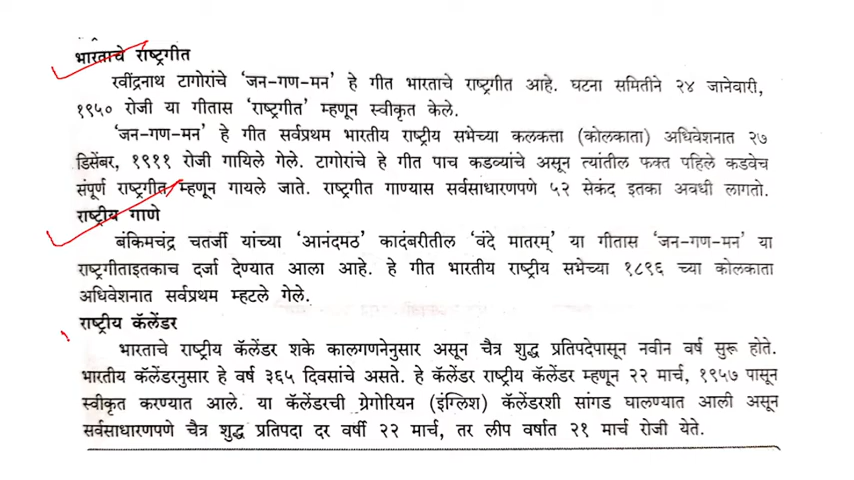 भारताचे राष्ट्रगीत
रवींद्रनाथ टागोरांचे ‘जन-गण-मन’ हे गीत भारताचे राष्ट्रगीत आहे. घटना समितीने २४ जानेवारी,
१९५० रोजी या गीतास ‘राष्ट्रगीत’ म्हणून स्वीकृत केले.
‘जन-गण-मन’ हे गीत सर्वप्रथम भारतीय राष्ट्रीय सभेच्या कलकत्ता (कोलकाता) अधिवेशनात २७
डिसेंबर, १९११ रोजी गायिले गेले. टागोरांचे हे गीत पाच कडव्यांचे असून त्यांतील फक्त पहिले कडवेच
संपूर्ण राष्ट्रगीत म्हणून गायले जाते. राष्ट्रगीत गाण्यास सर्वसाधारणपणे ५२ सेकंद इतका अवधी लागतो.
राष्ट्रीय गाणे
बंकिमचंद्र चतर्जी यांच्या ‘आनंदमठ’ कादंबरीतील ‘वंदे मातरम्’ या गीतास ‘जन-गण-मन’ या
राष्ट्रगीताइतकाच दर्जा देण्यात आला आहे. हे गीत भारतीय राष्ट्रीय सभेच्या १८९६ च्या कोलकाता
अधिवेशनात सर्वप्रथम म्हटले गेले.
राष्ट्रीय कॅलेंडर
भारताचे राष्ट्रीय कॅलेंडर शके कालगणनेनुसार असून चैत्र शुद्ध प्रतिपदेपासून नवीन वर्ष सुरू होते.
भारतीय कॅलेंडरनुसार हे वर्ष ३६५ दिवसांचे असते. हे कॅलेंडर राष्ट्रीय कॅलेंडर म्हणून २२ मार्च, १९५७ पासून
स्वीकृत करण्यात आले. या कॅलेंडरची ग्रेगोरियन (इंग्लिश) कॅलेंडरशी सांगड घालण्यात आली असून
सर्वसाधारणपणे चैत्र शुद्ध प्रतिपदा दर वर्षी २२ मार्च, तर लीप वर्षात २१ मार्च रोजी येते.